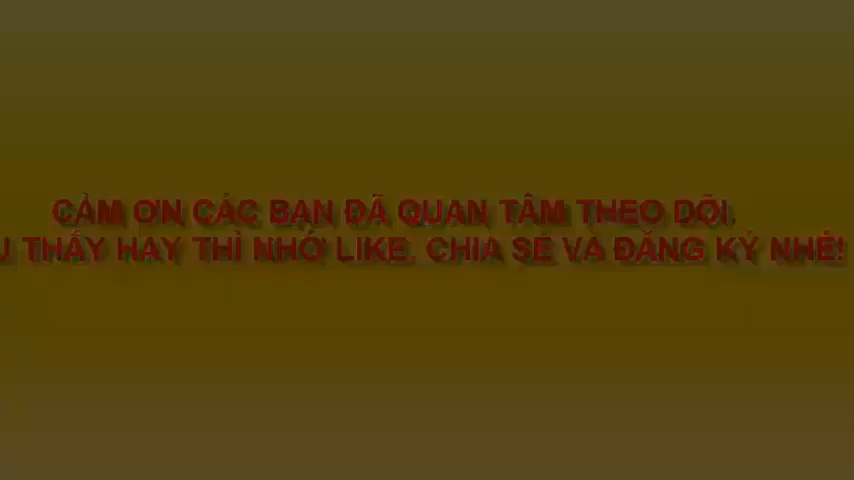 CẢM ƠN CÁC BẠN ĐÃ QUAN TÂM THEO DÕI.
U THẤY HAY THÌ NHỚ LIKE, CHIA SẺ VÀ ĐĂNG KÝ NHÉ!